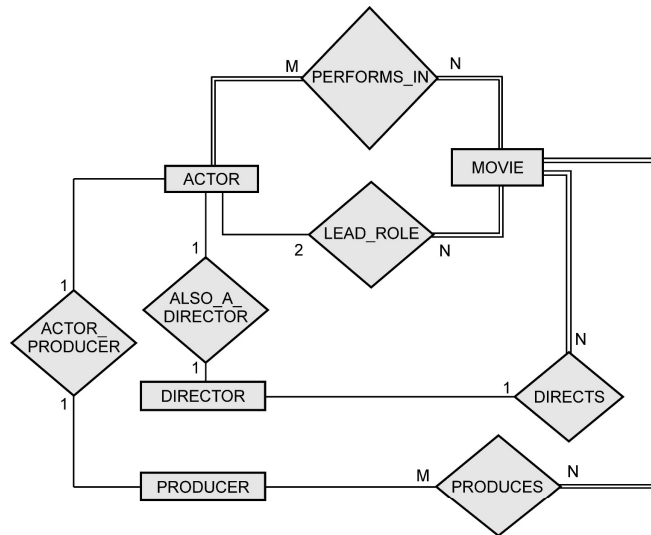 M
N
PERFORMS_IN
MOVIE
ACTOR
LEAD_ROLE
2
N
1
1
ALSO_A_
DIRECTOR
ACTOR_
PRODUCER
N
1
1
DIRECTOR
1
DIRECTS
M
N
PRODUCER
PRODUCES